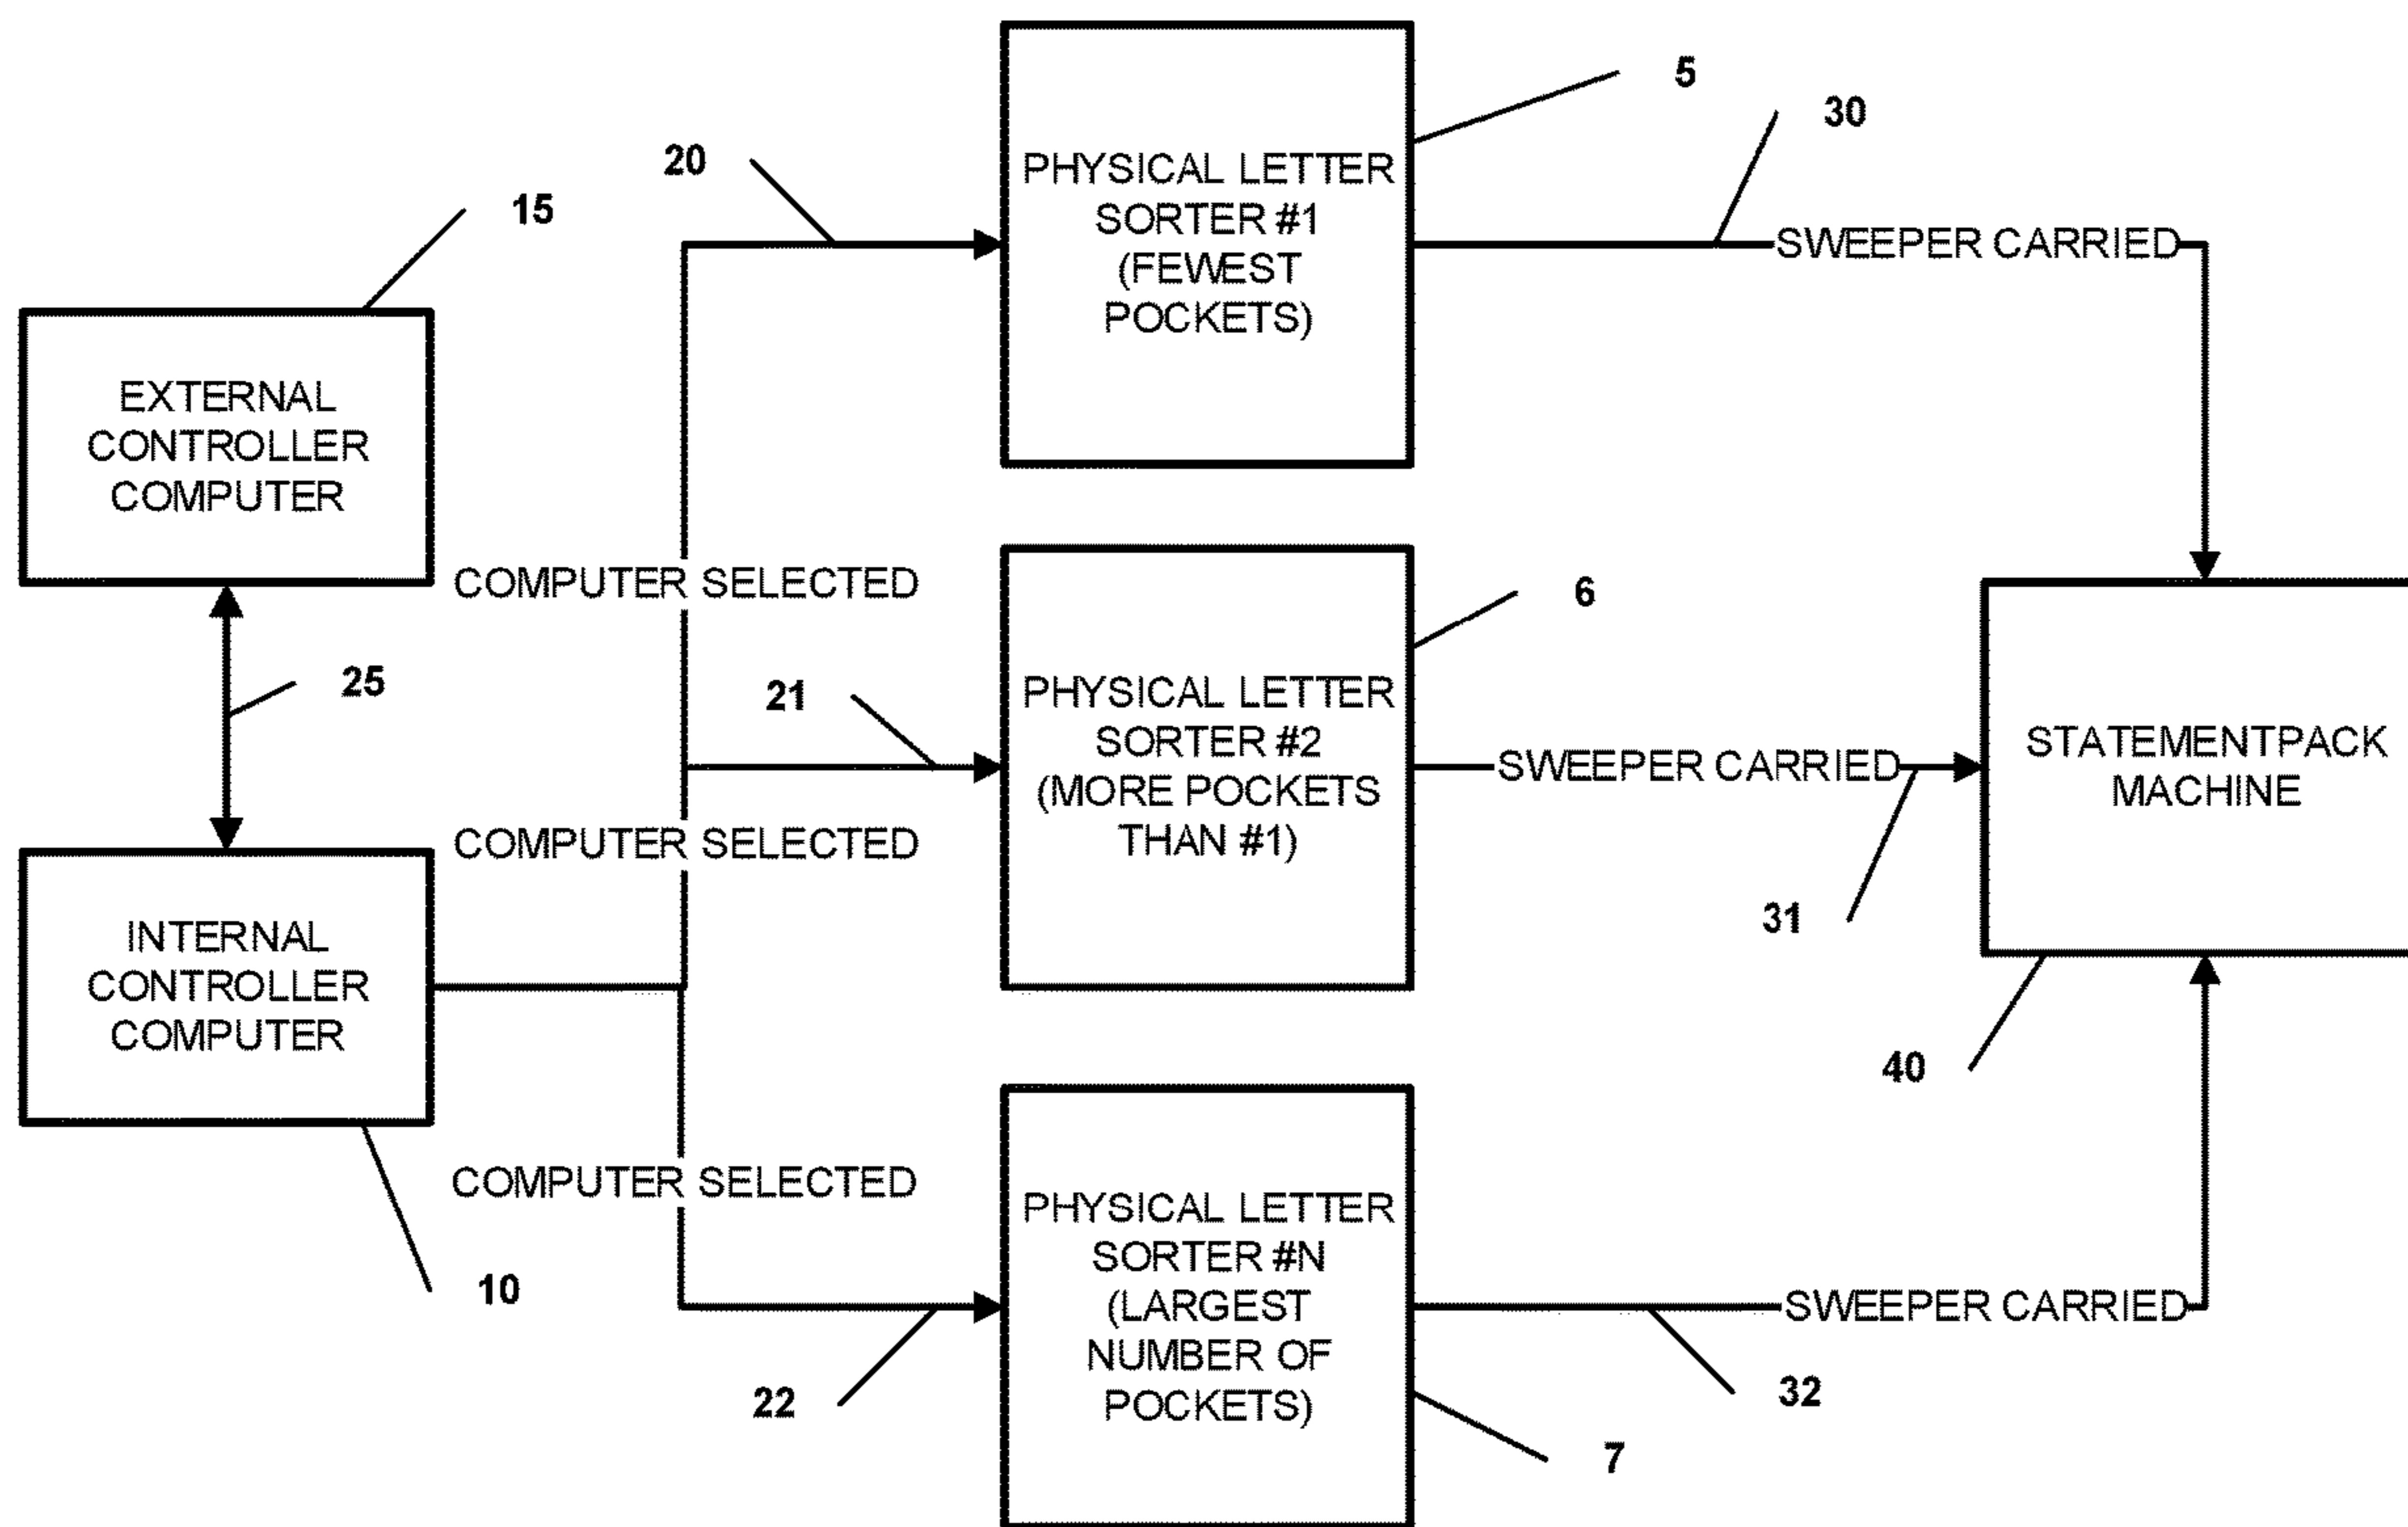 5
30
20
PHYSICAL LETTER
SORTER #1
(FEWEST
POCKETS)
15
SWEEPER CARRIED
EXTERNAL
CONTROLLER
COMPUTER
COMPUTER SELECTED
6
25
21
PHYSICAL LETTER
SORTER #2
(MORE POCKETS
THAN #1)
SWEEPER CARRIED
STATEMENTPACK
MACHINE
COMPUTER SELECTED
31
INTERNAL
CONTROLLER
COMPUTER
40
COMPUTER SELECTED
10
PHYSICAL LETTER
SORTER #N
(LARGEST
NUMBER OF
POCKETS)
SWEEPER CARRIED
22
32
7